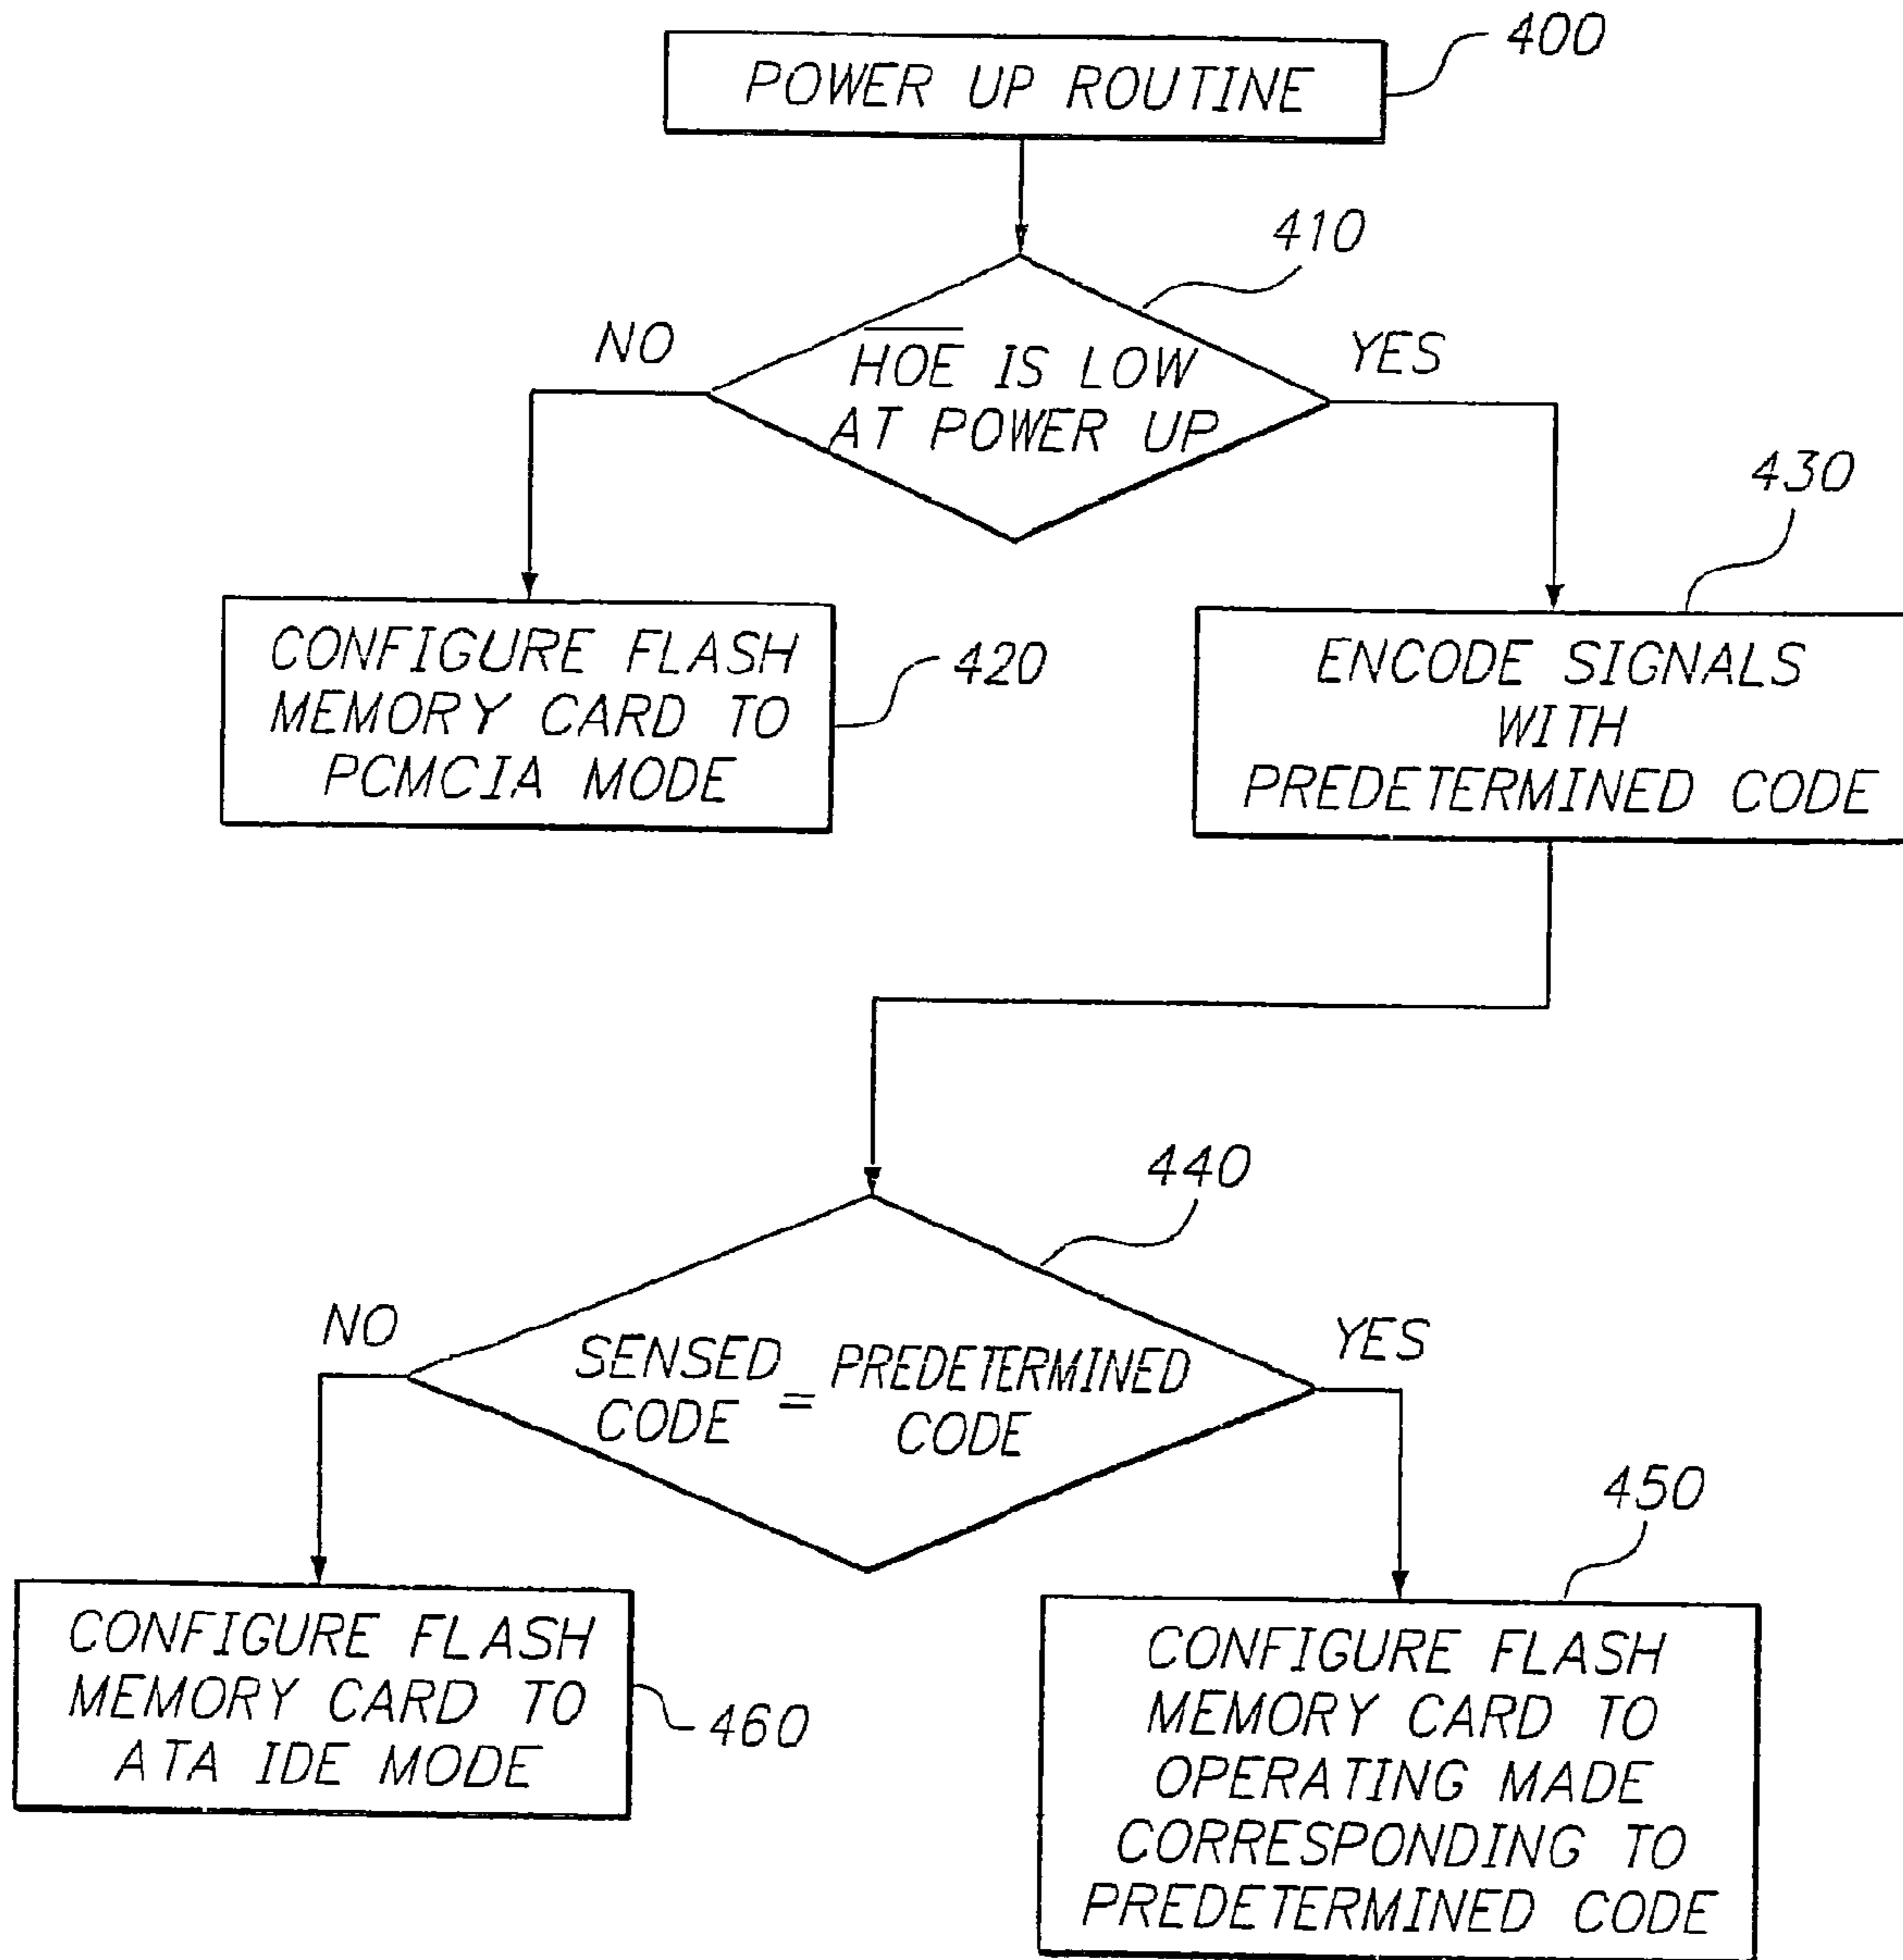 POWER UP ROUTINE
400
410
NO
H̅O̅E̅ IS LOW
AT POWER UP
YES
430
CONFIGURE FLASH
MEMORY CARD TO
PCMCIA MODE
420
ENCODE SIGNALS
WITH
PREDETERMINED CODE
440
NO
SENSED
CODE
=
PREDETERMINED
CODE
YES
450
CONFIGURE FLASH
MEMORY CARD TO
ATA IDE MODE
460
CONFIGURE FLASH
MEMORY CARD TO
OPERATING MADE
CORRESPONDING TO
PREDETERMINED CODE